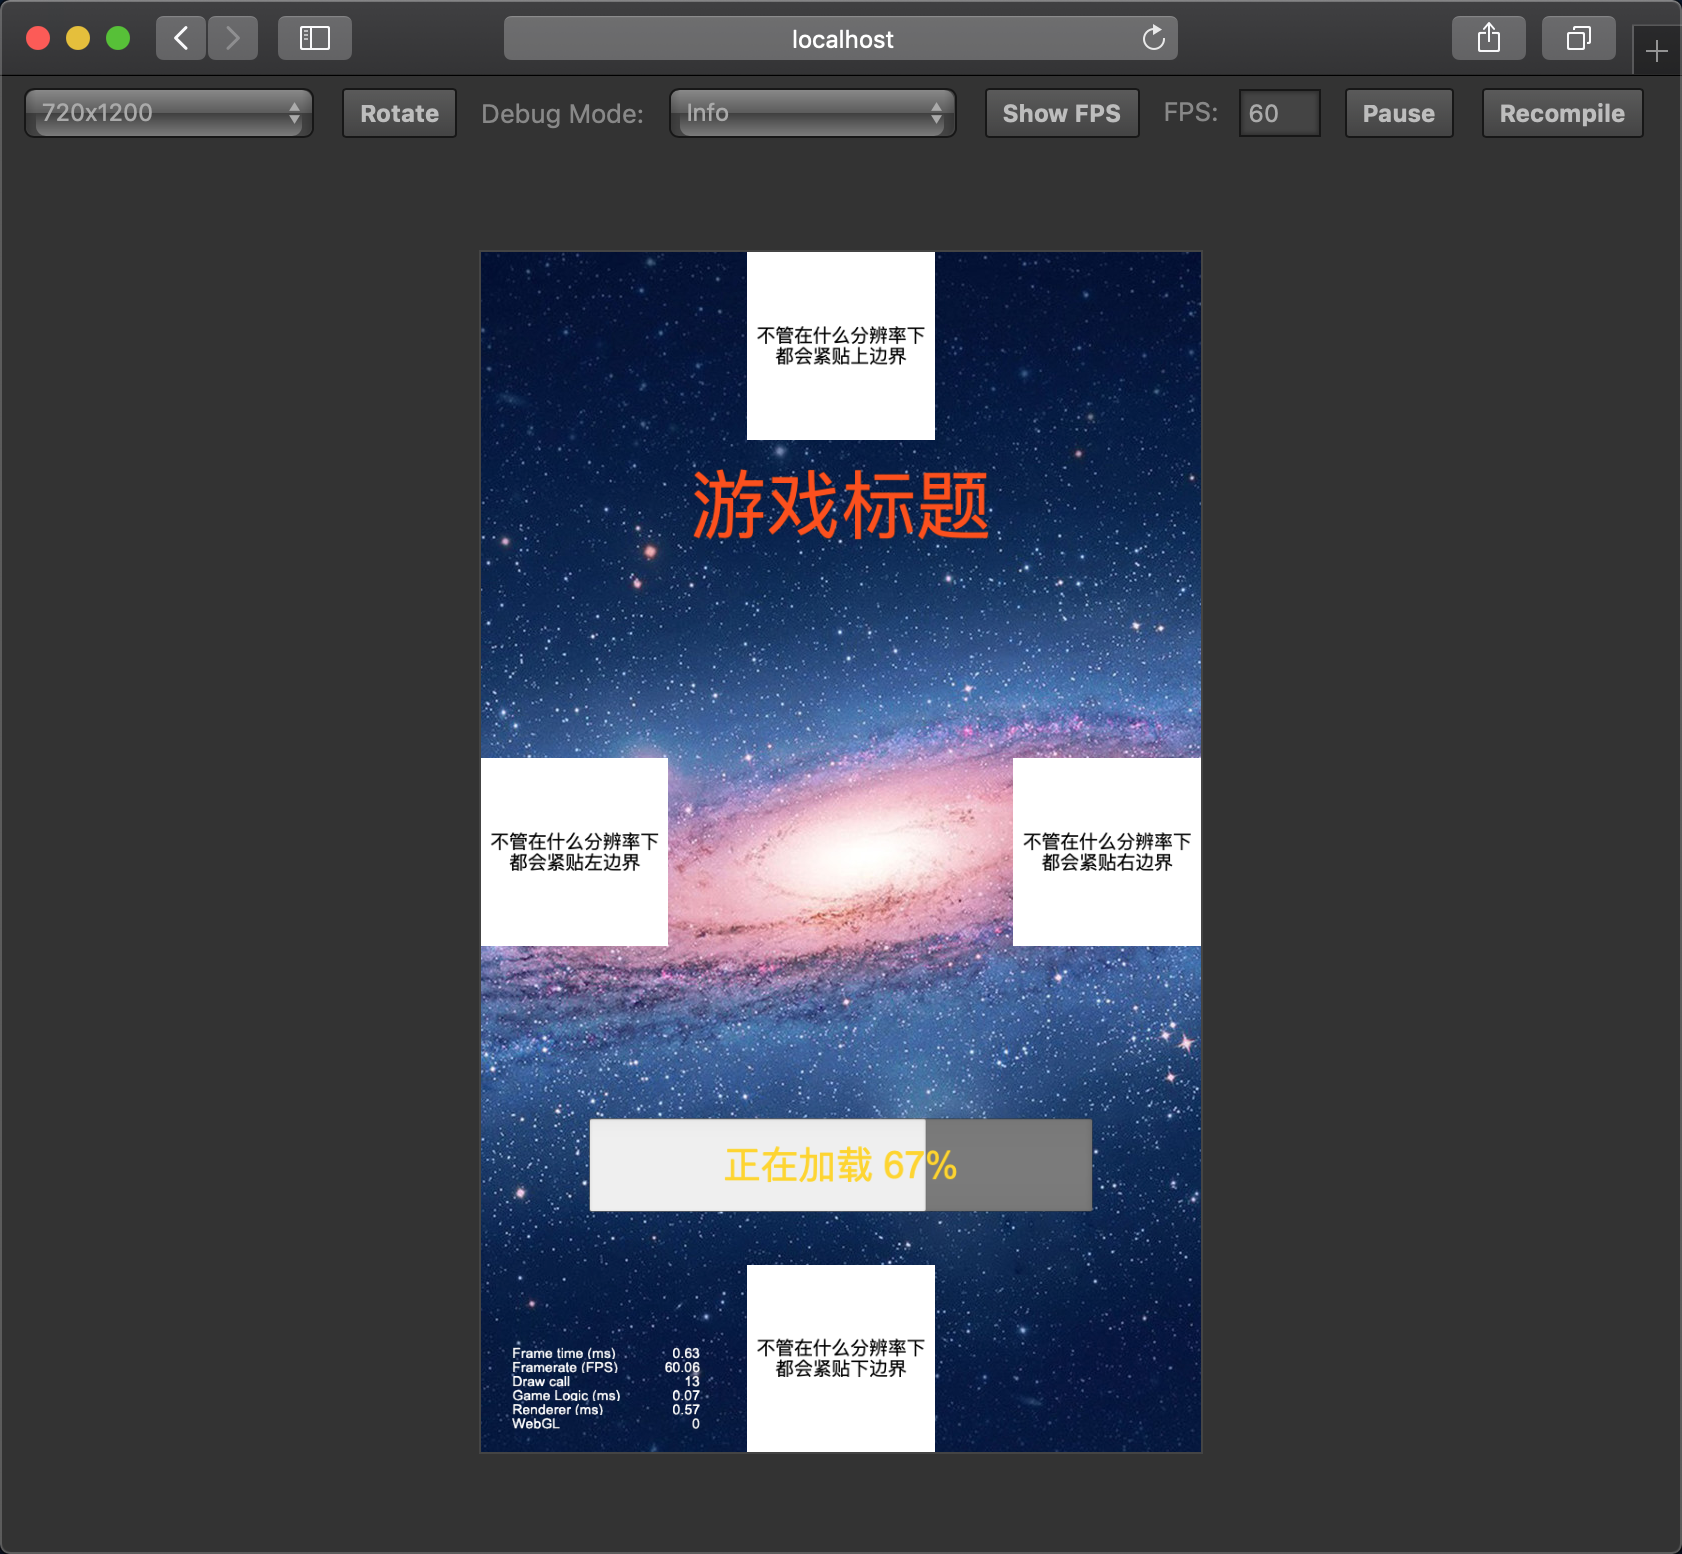 localhost
720x1200
Rotate
Debug Mode:
Info
Show FPS
FPS:
60
Pause
Recompile
不管在什么分辨率下
都会紧贴上边界
游戏标题
不管在什么分辨率下
都会紧贴左边界
不管在什么分辨率下
都会紧贴右边界
正在加载 67%
不管在什么分辨率下
都会紧贴下边界
Frame time (ms) 0.63
Framerate (FPS) 60.06
Draw call 13
Game Logic (ms) 0.07
Renderer (ms) 0.57
WebGL 0